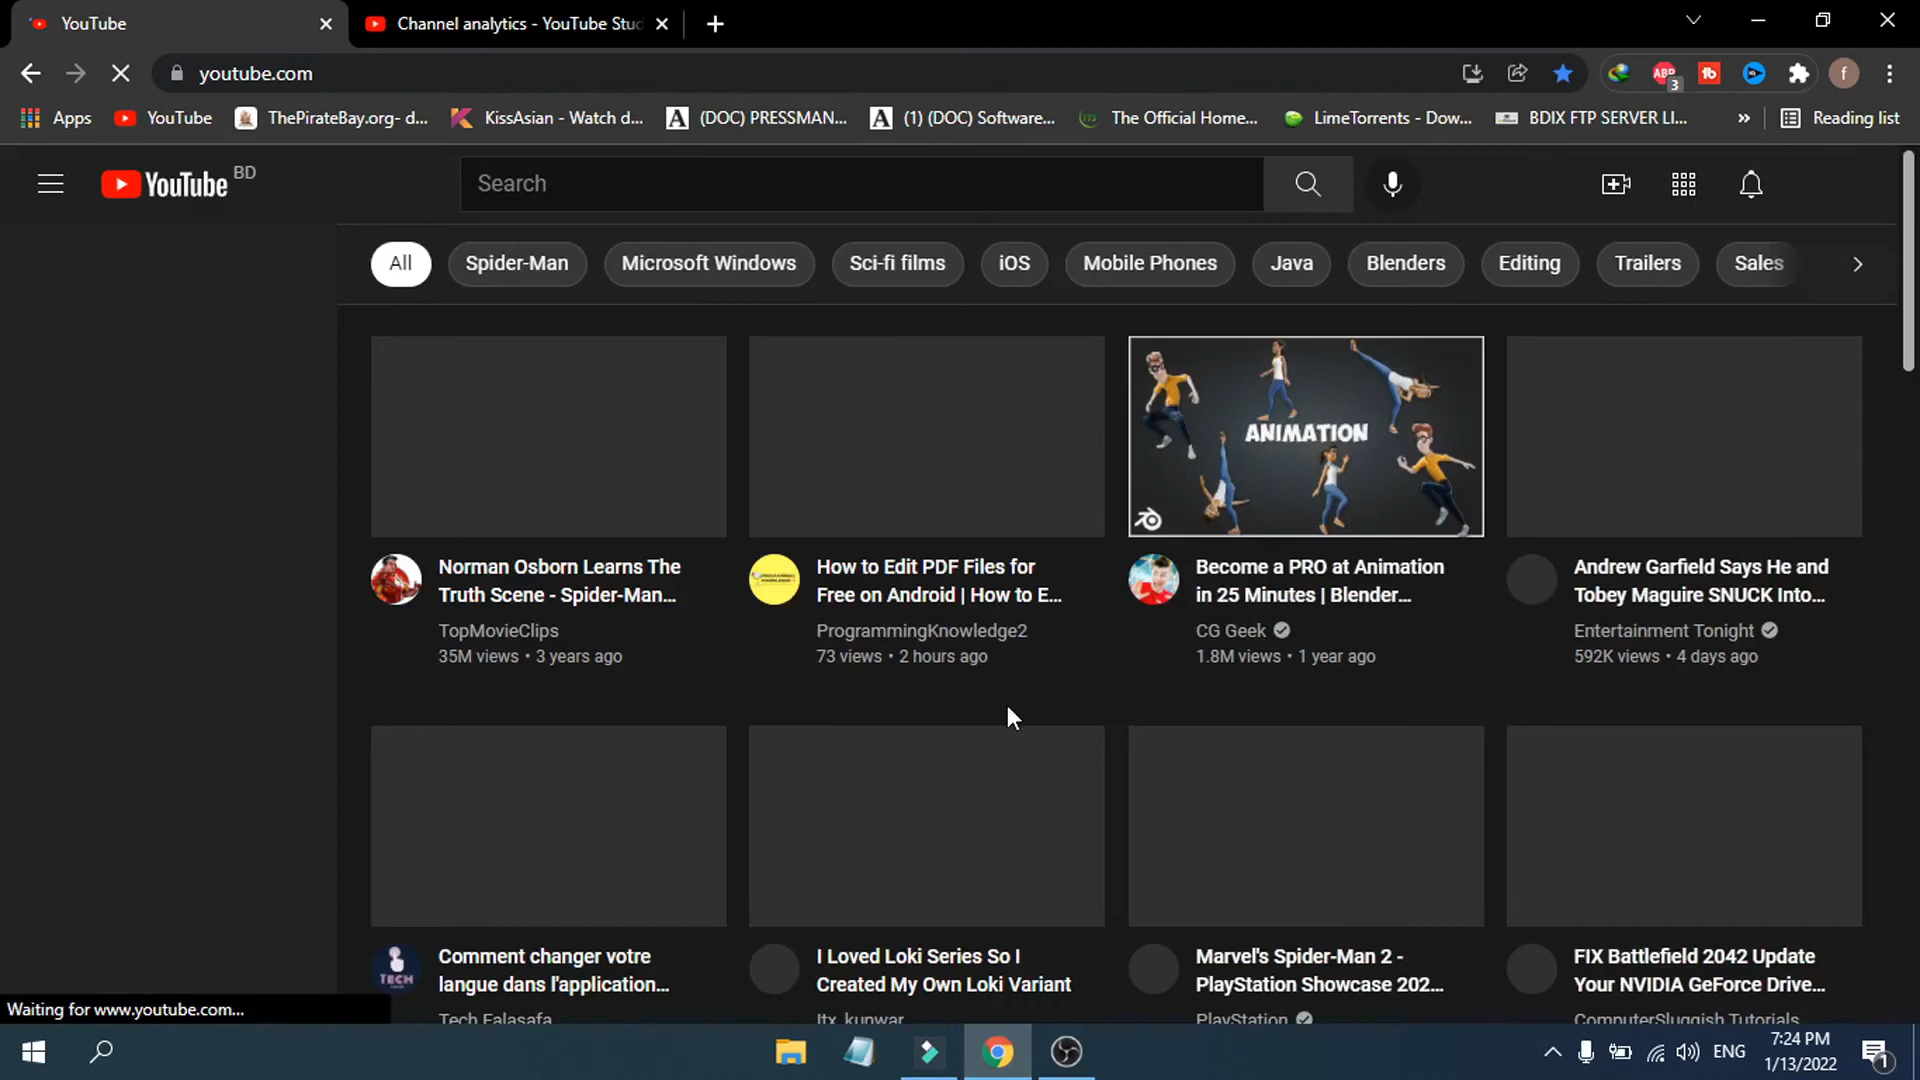 YouTube
Channel analytics - YouTube Stud
youtube.com
ABP
3
tb
f
Apps
YouTube
ThePirateBay.org- d...
KissAsian - Watch d...
A
(DOC) PRESSMAN...
A
(1) (DOC) Software...
The Official Home...
LimeTorrents - Dow...
BDIX FTP SERVER LI...
»
Reading list
YouTube BD
Search
All
Spider-Man
Microsoft Windows
Sci-fi films
iOS
Mobile Phones
Java
Blenders
Editing
Trailers
Sales
ANIMATION
Norman Osborn Learns The
Truth Scene - Spider-Man...
TopMovieClips
35M views • 3 years ago
How to Edit PDF Files for
Free on Android | How to E...
ProgrammingKnowledge2
73 views • 2 hours ago
Become a PRO at Animation
in 25 Minutes | Blender...
CG Geek
1.8M views • 1 year ago
Andrew Garfield Says He and
Tobey Maguire SNUCK Into...
Entertainment Tonight
592K views • 4 days ago
TECH
Comment changer votre
langue dans l'application...
Tech Falasafa
I Loved Loki Series So I
Created My Own Loki Variant
Itx_kunwar
Marvel's Spider-Man 2 -
PlayStation Showcase 202...
PlayStation
FIX Battlefield 2042 Update
Your NVIDIA GeForce Drive...
ComputerSluggish Tutorials
Waiting for www.youtube.com...
ENG
7:24 PM
1/13/2022
1